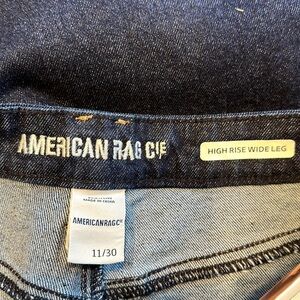 AMERICAN RAG CIE
HIGH RISE WIDE LEG
AMERICANRAGCIE
11/30